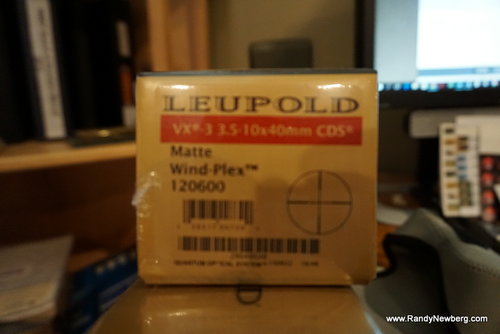 LEUPOLD
VX®-3 3.5-10x40mm CDS®
Matte
Wind-Plex™
120600
www.RandyNewberg.com